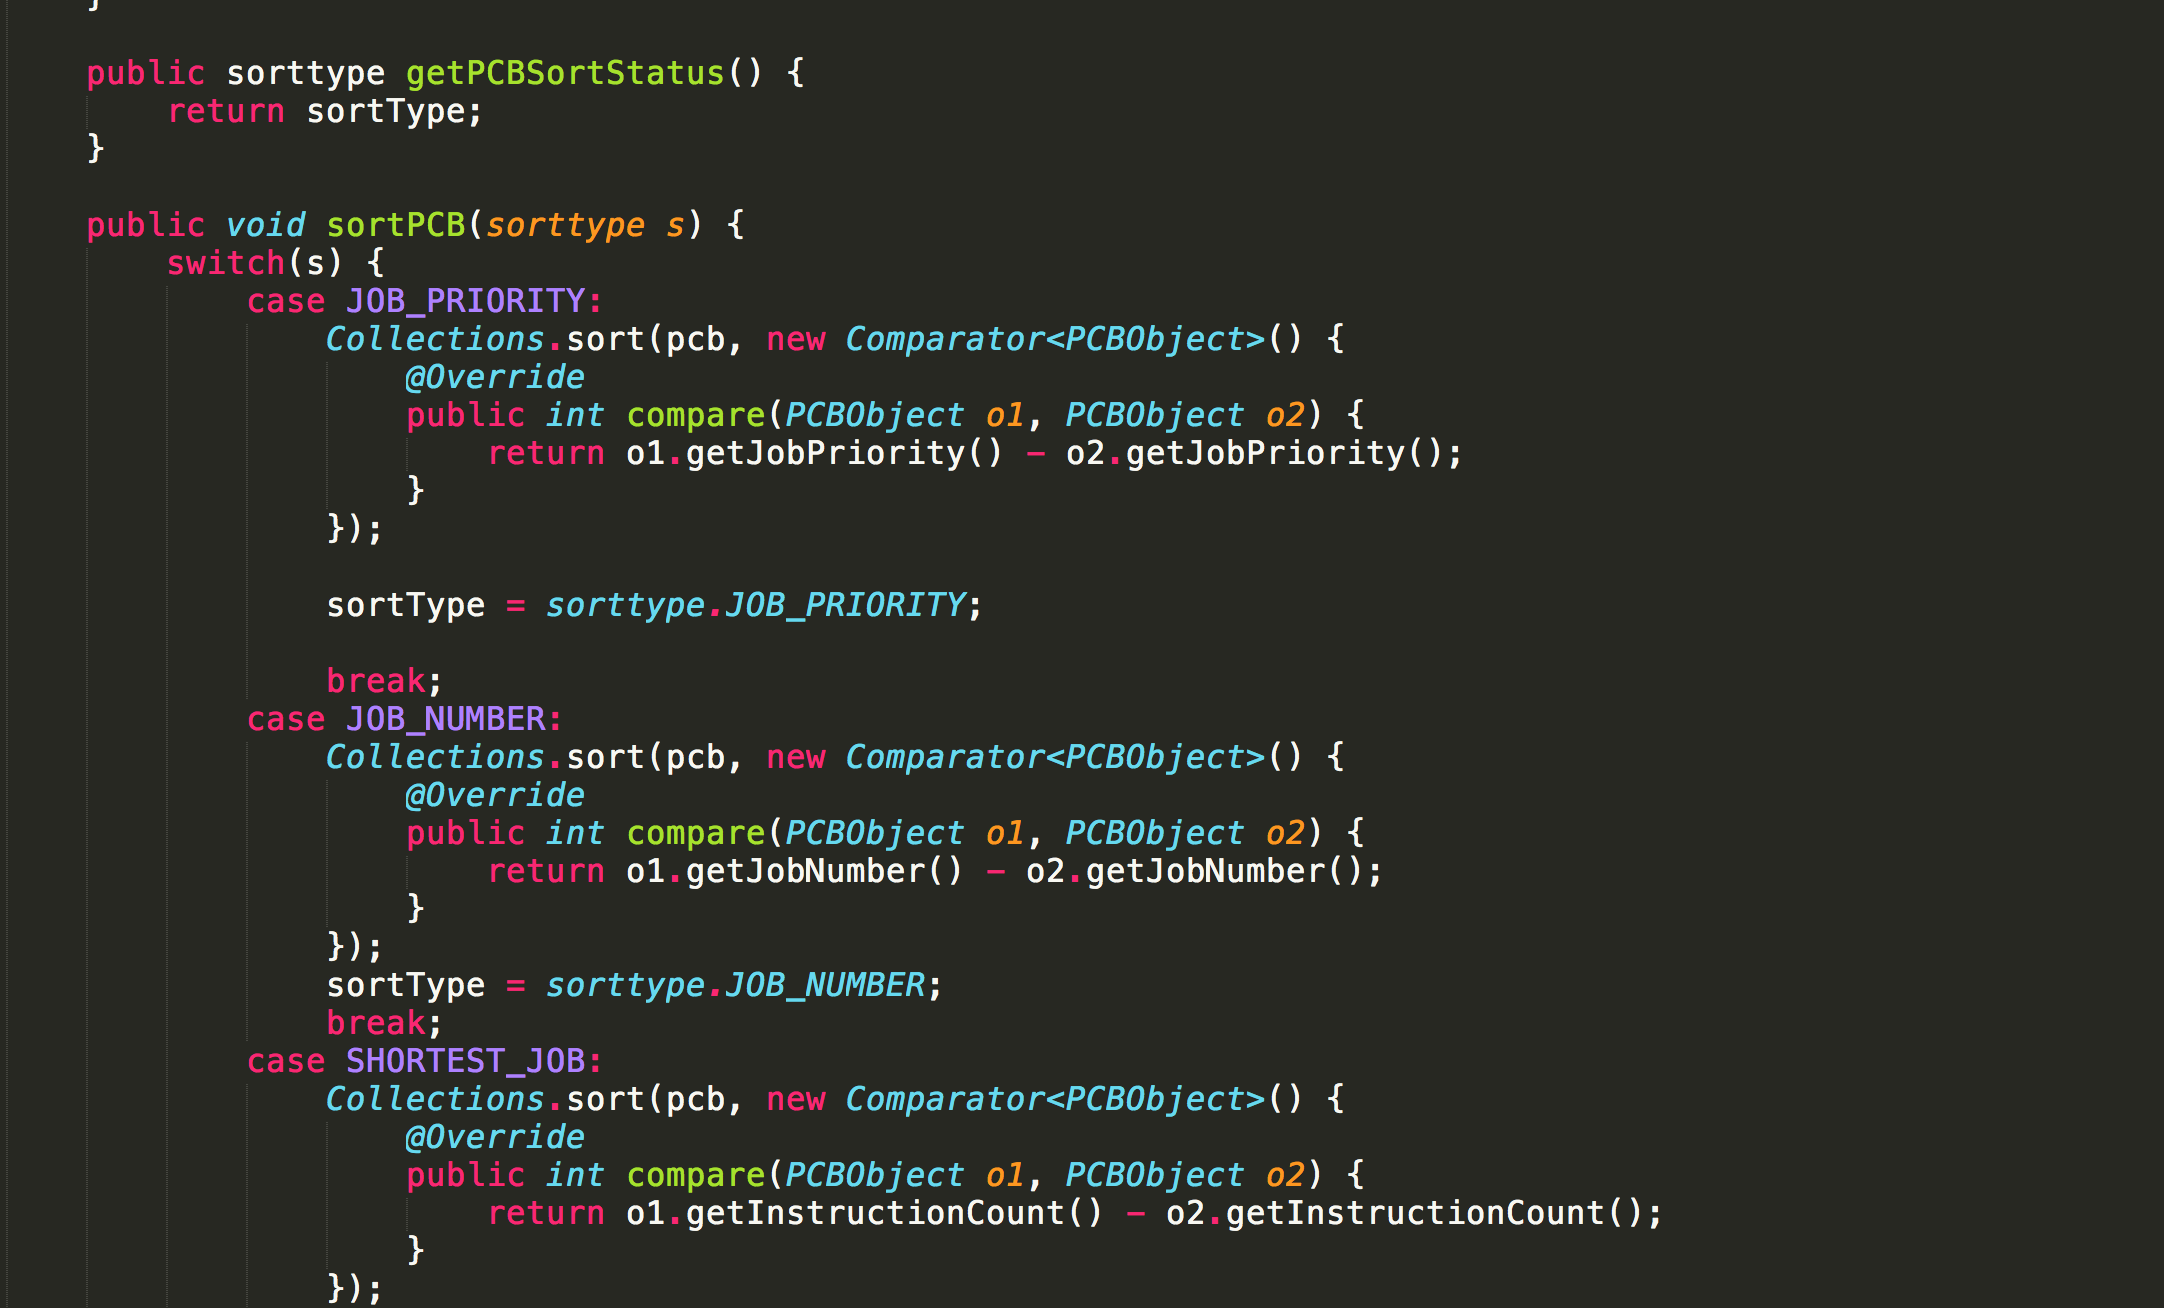 }
public sorttype getPCBSortStatus() {
return sortType;
}
public void sortPCB(sorttype s) {
switch(s) {
case JOB_PRIORITY:
Collections.sort(pcb, new Comparator<PCBObject>() {
@Override
public int compare(PCBObject o1, PCBObject o2) {
return o1.getJobPriority() - o2.getJobPriority();
}
});
sortType = sorttype.JOB_PRIORITY;
break;
case JOB_NUMBER:
Collections.sort(pcb, new Comparator<PCBObject>() {
@Override
public int compare(PCBObject o1, PCBObject o2) {
return o1.getJobNumber() - o2.getJobNumber();
}
});
sortType = sorttype.JOB_NUMBER;
break;
case SHORTEST_JOB:
Collections.sort(pcb, new Comparator<PCBObject>() {
@Override
public int compare(PCBObject o1, PCBObject o2) {
return o1.getInstructionCount() - o2.getInstructionCount();
}
});